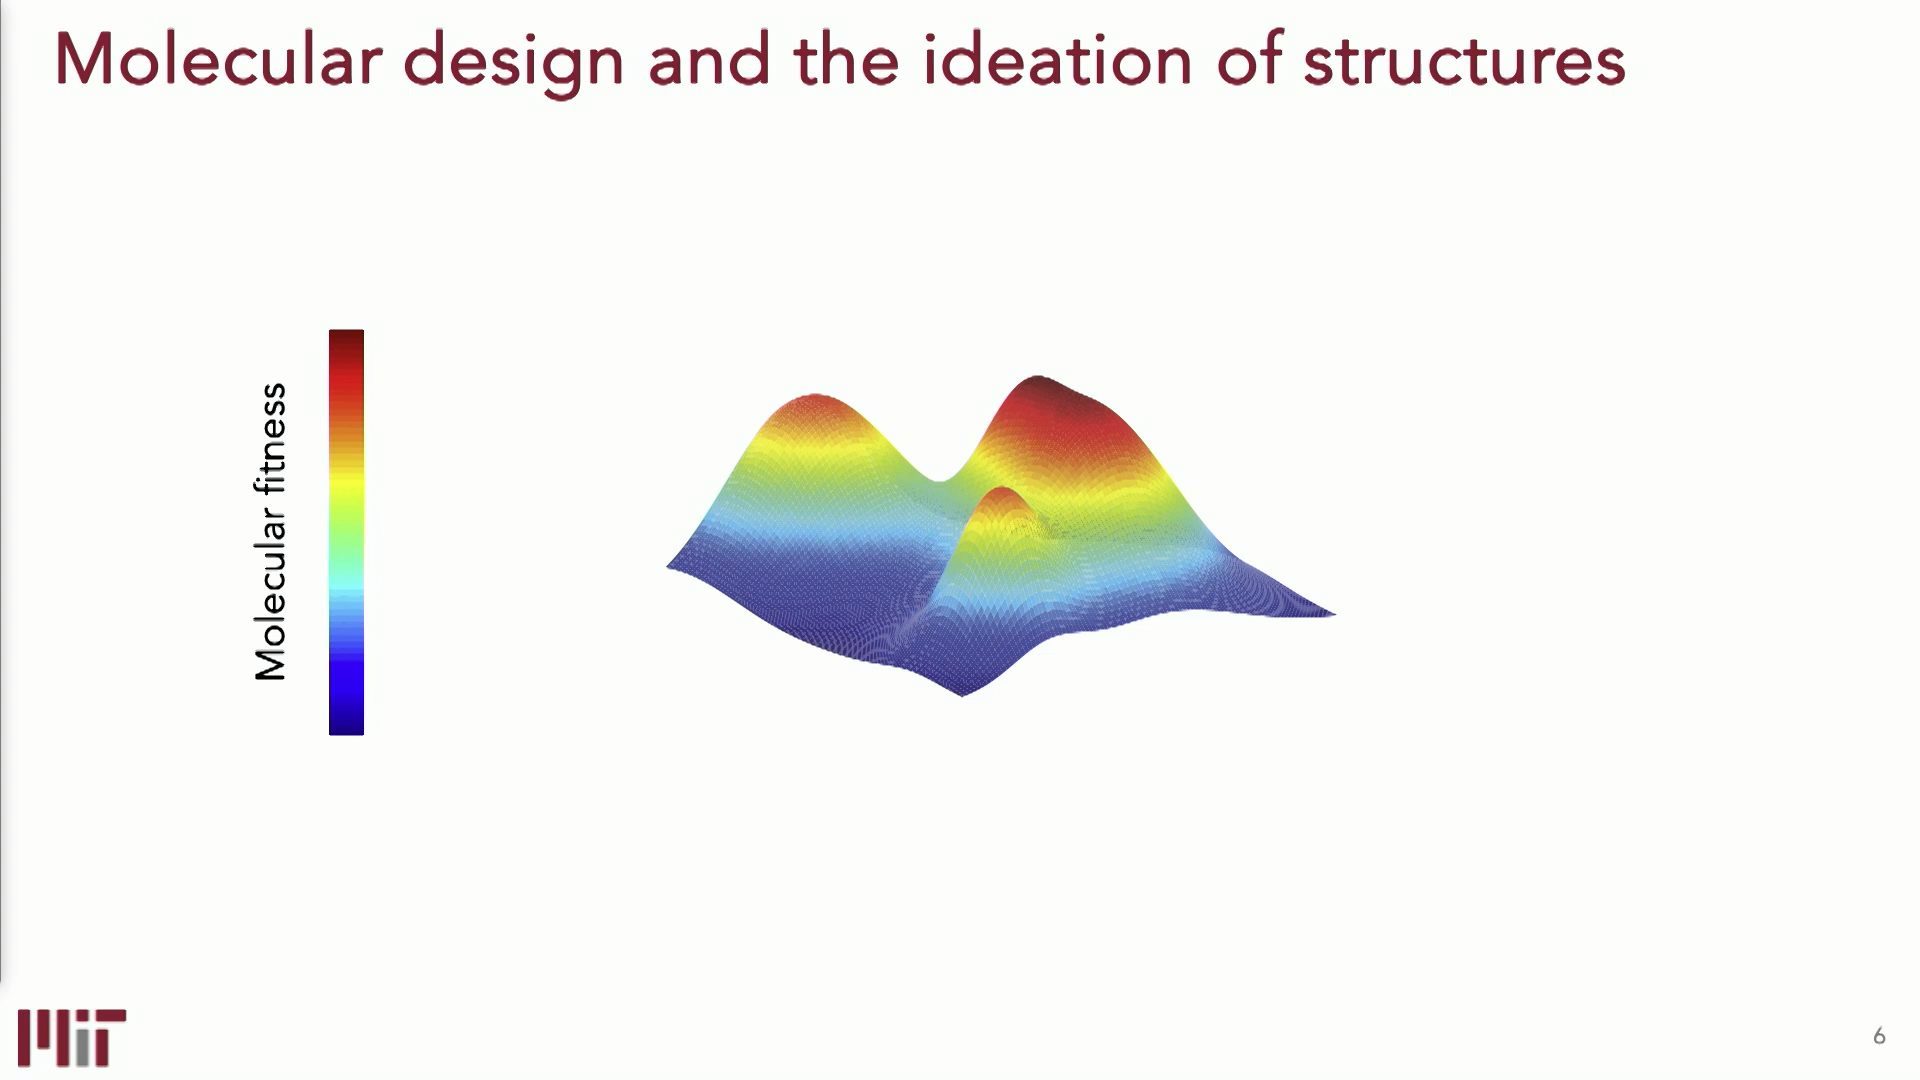 Molecular design and the ideation of structures
Molecular fitness
MIT
6